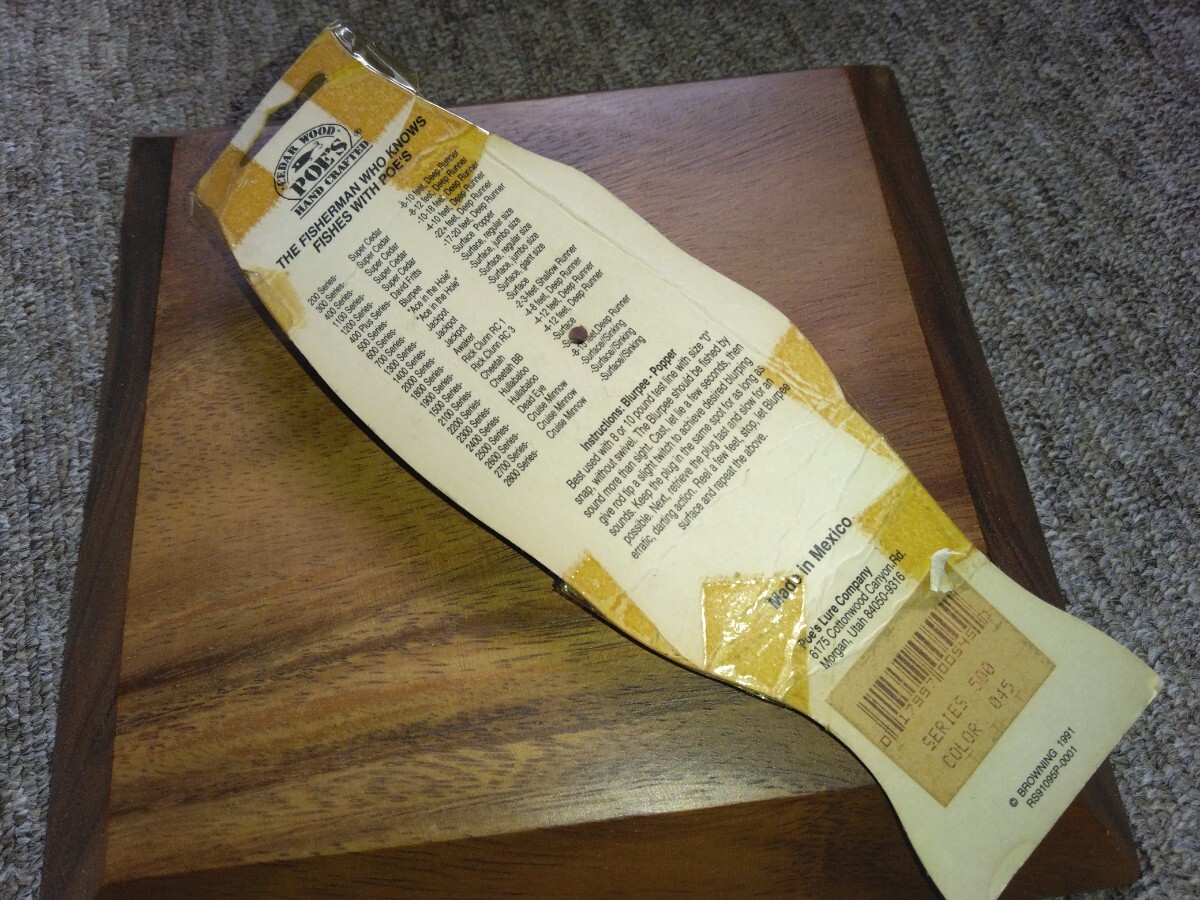 CEDAR WOOD
POE'S ®
HAND CRAFTED
THE FISHERMAN WHO KNOWS
FISHES WITH POE'S
200 Series-
300 Series-
400 Series-
1100 Series-
1200 Series-
400 Plus Series-
500 Series-
600 Series-
700 Series-
1300 Series-
1400 Series-
2000 Series-
1800 Series-
1900 Series-
1500 Series-
2100 Series-
2200 Series-
2300 Series-
2400 Series-
2500 Series-
2600 Series-
2700 Series-
2800 Series-
Super Cedar
Super Cedar
Super Cedar
Super Cedar
David Fritts
Blurpee
"Ace in the Hole"
"Ace in the Hole"
Jackpot
Jackpot
Awaker
Rick Clunn RC 1
Rick Clunn RC 3
Cheetah
Cheetah BB
Hullabaloo
Hullabaloo
Dead Eye
Cruise Minnow
Cruise Minnow
Cruise Minnow
-6-10 feet, Deep Runner
-8-12 feet, Deep Runner
-10-16 feet, Deep Runner
-4-10 feet, Deep Runner
-22+ feet, Deep Runner
-17-20 feet, Deep Runner
-Surface Popper
-Surface, regular size
-Surface, jumbo size
-Surface, regular size
-Surface, jumbo size
-Surface, giant size
-Surface
-2-3-feet Shallow Runner
-4-8 feet, Deep Runner
-4-12 feet, Deep Runner
-4-12 feet, Deep Runner
-Surface
feet,Deep Runner
-Surface/Sinking
-Surface/Sinking
-Surface/Sinking
Instructions: Blurpee - Popper
Best used with 8 or 10 pound test line with size "0"
snap, without swivel. The Blurpee should be fished by
sound more than sight. Cast, let lie a few seconds, then
give rod tip a slight twitch to achieve desired blurping
sounds. Keep the plug in the same spot for as long as
possible. Next, retrieve the plug fast and slow for an
erratic, darting action. Reel a few feet, stop, let Blurpee
surface and repeat the above.
Made in Mexico
Poe's Lure Company
6175 Cottonwood Canyon Rd.
Morgan, Utah 84050-9316
SERIES 500
COLOR 045
© BROWNING 1991
RS91095P-0001